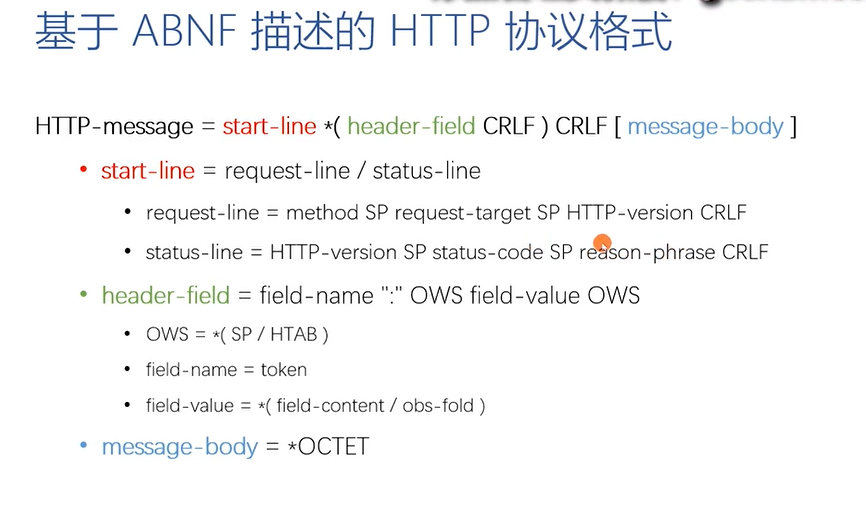 基于 ABNF 描述的 HTTP 协议格式
HTTP-message = start-line *( header-field CRLF ) CRLF [ message-body ]
• start-line = request-line / status-line
• request-line = method SP request-target SP HTTP-version CRLF
• status-line = HTTP-version SP status-code SP reason-phrase CRLF
• header-field = field-name ":" OWS field-value OWS
• OWS = *( SP / HTAB )
• field-name = token
• field-value = *( field-content / obs-fold )
• message-body = *OCTET